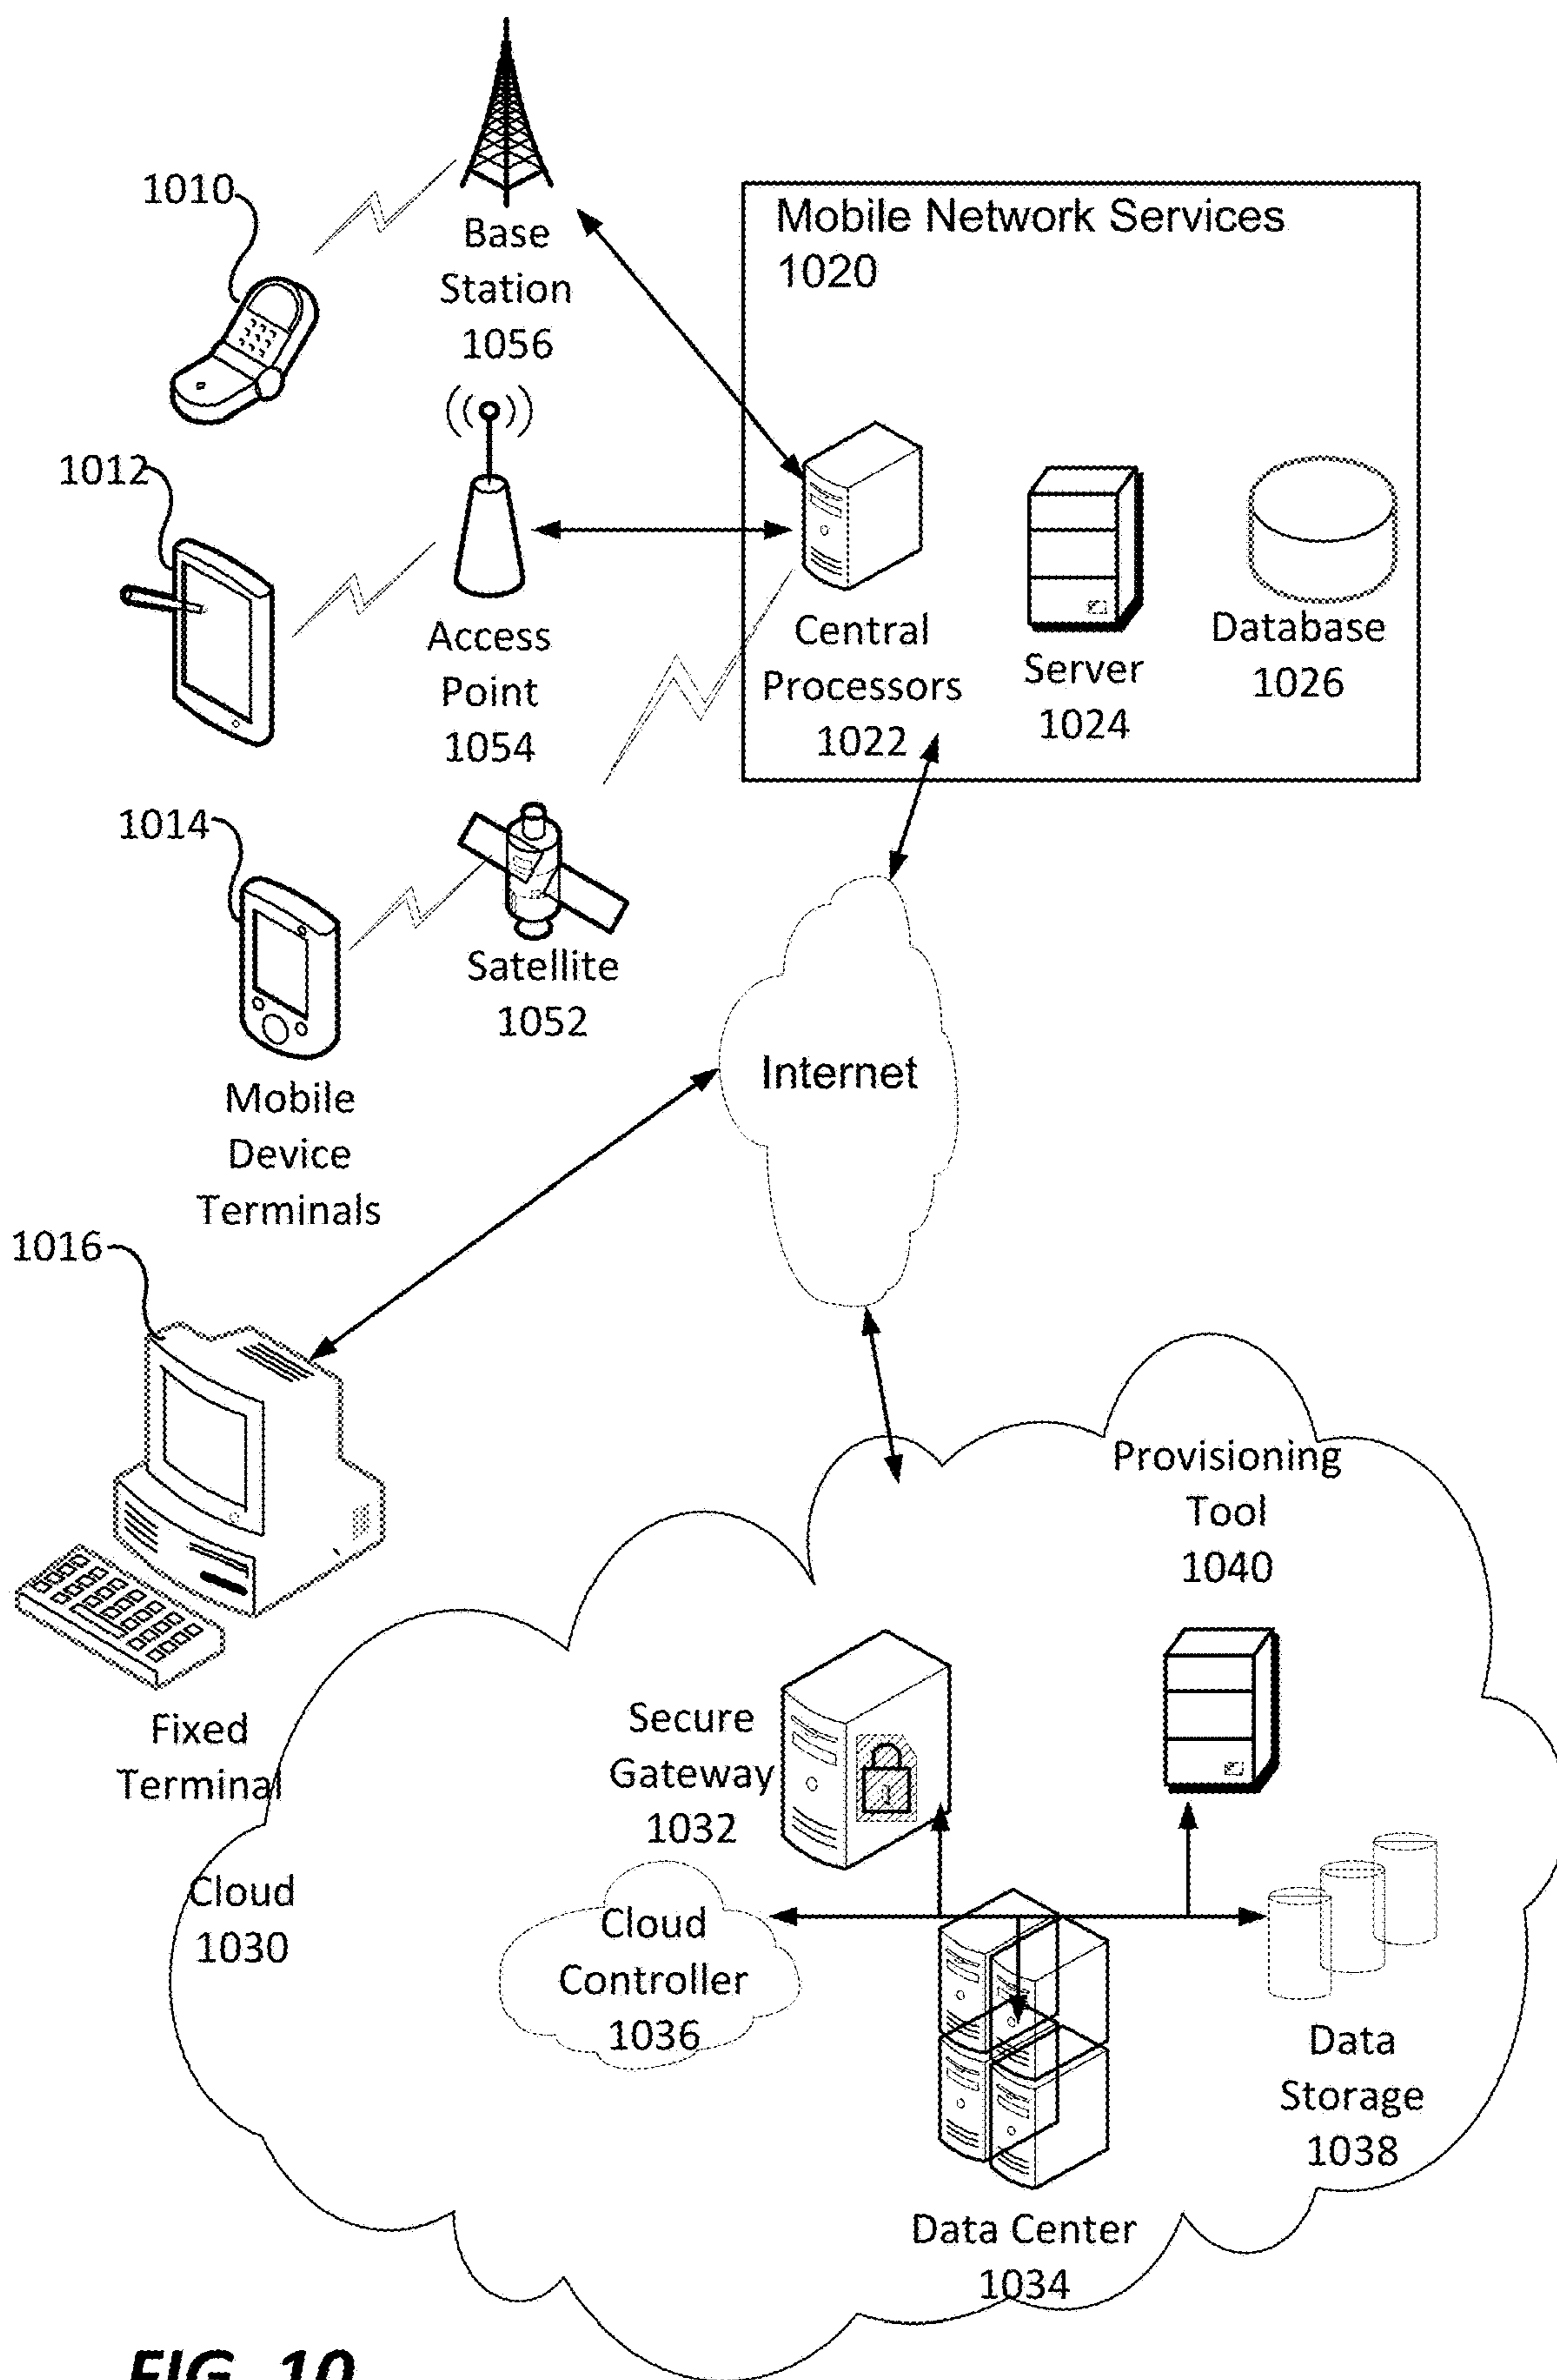 1010
Base
Station
1056
Mobile Network Services
1020
1012
Access
Point
1054
Central
Processors
1022
Server
1024
Database
1026
1014
Satellite
1052
Mobile
Device
Terminals
Internet
1016
Fixed
Terminal
Provisioning
Tool
1040
Secure
Gateway
1032
Cloud
1030
Cloud
Controller
1036
Data
Storage
1038
Data Center
1034
FIG. 10